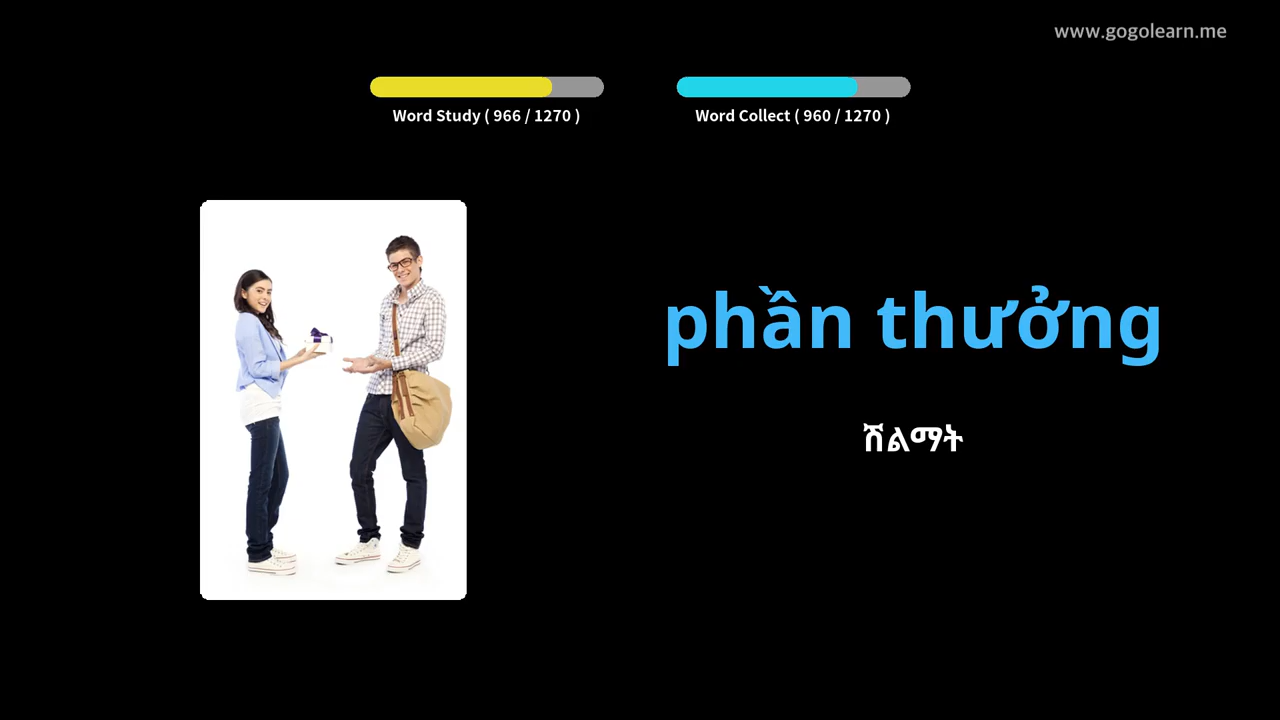 www.gogolearn.me
Word Study ( 966 / 1270 )
Word Collect ( 960 / 1270 )
phần thưởng
ሽልማት